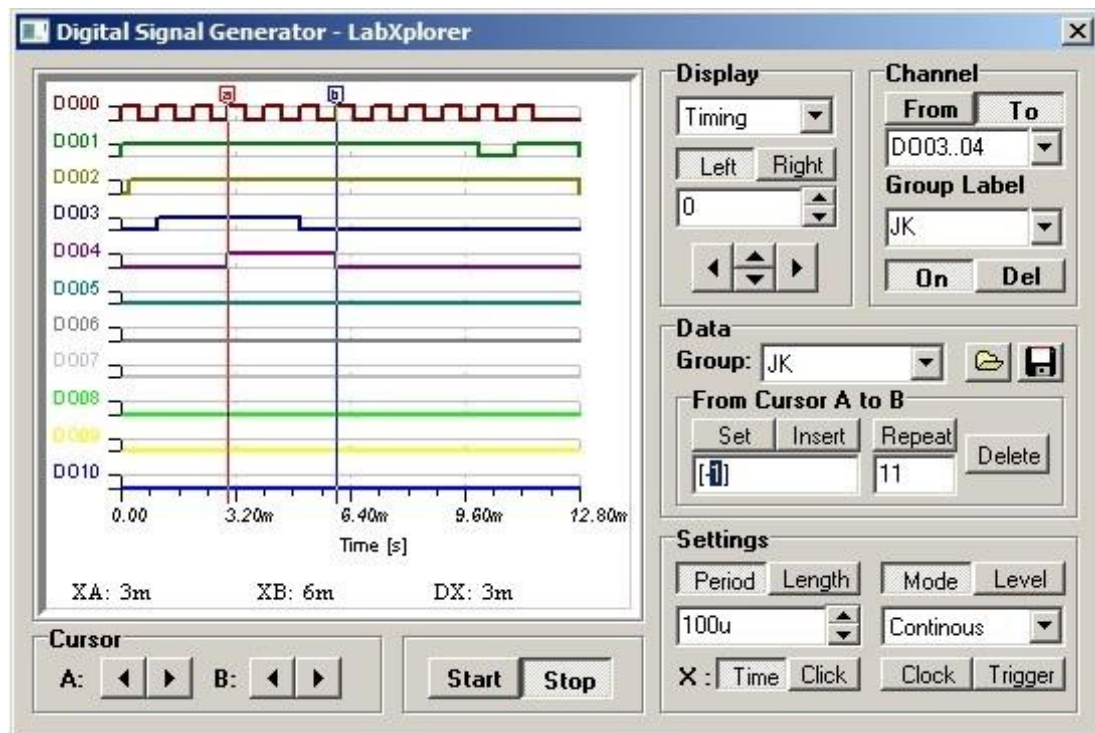 Digital Signal Generator - LabXplorer
a b
DO00
DO01
DO02
DO03
DO04
DO05
DO06
DO07
DO08
DO09
DO10
0.00 3.20m 6.40m 9.60m 12.80m
Time [s]
XA: 3m XB: 6m DX: 3m
Cursor
A: B:
Start Stop
Display
Timing
Left Right
0
Channel
From To
DO03..04
Group Label
JK
On Del
Data
Group: JK
From Cursor A to B
Set Insert Repeat Delete
[-1] 11
Settings
Period Length Mode Level
100u Continous
X : Time Click Clock Trigger